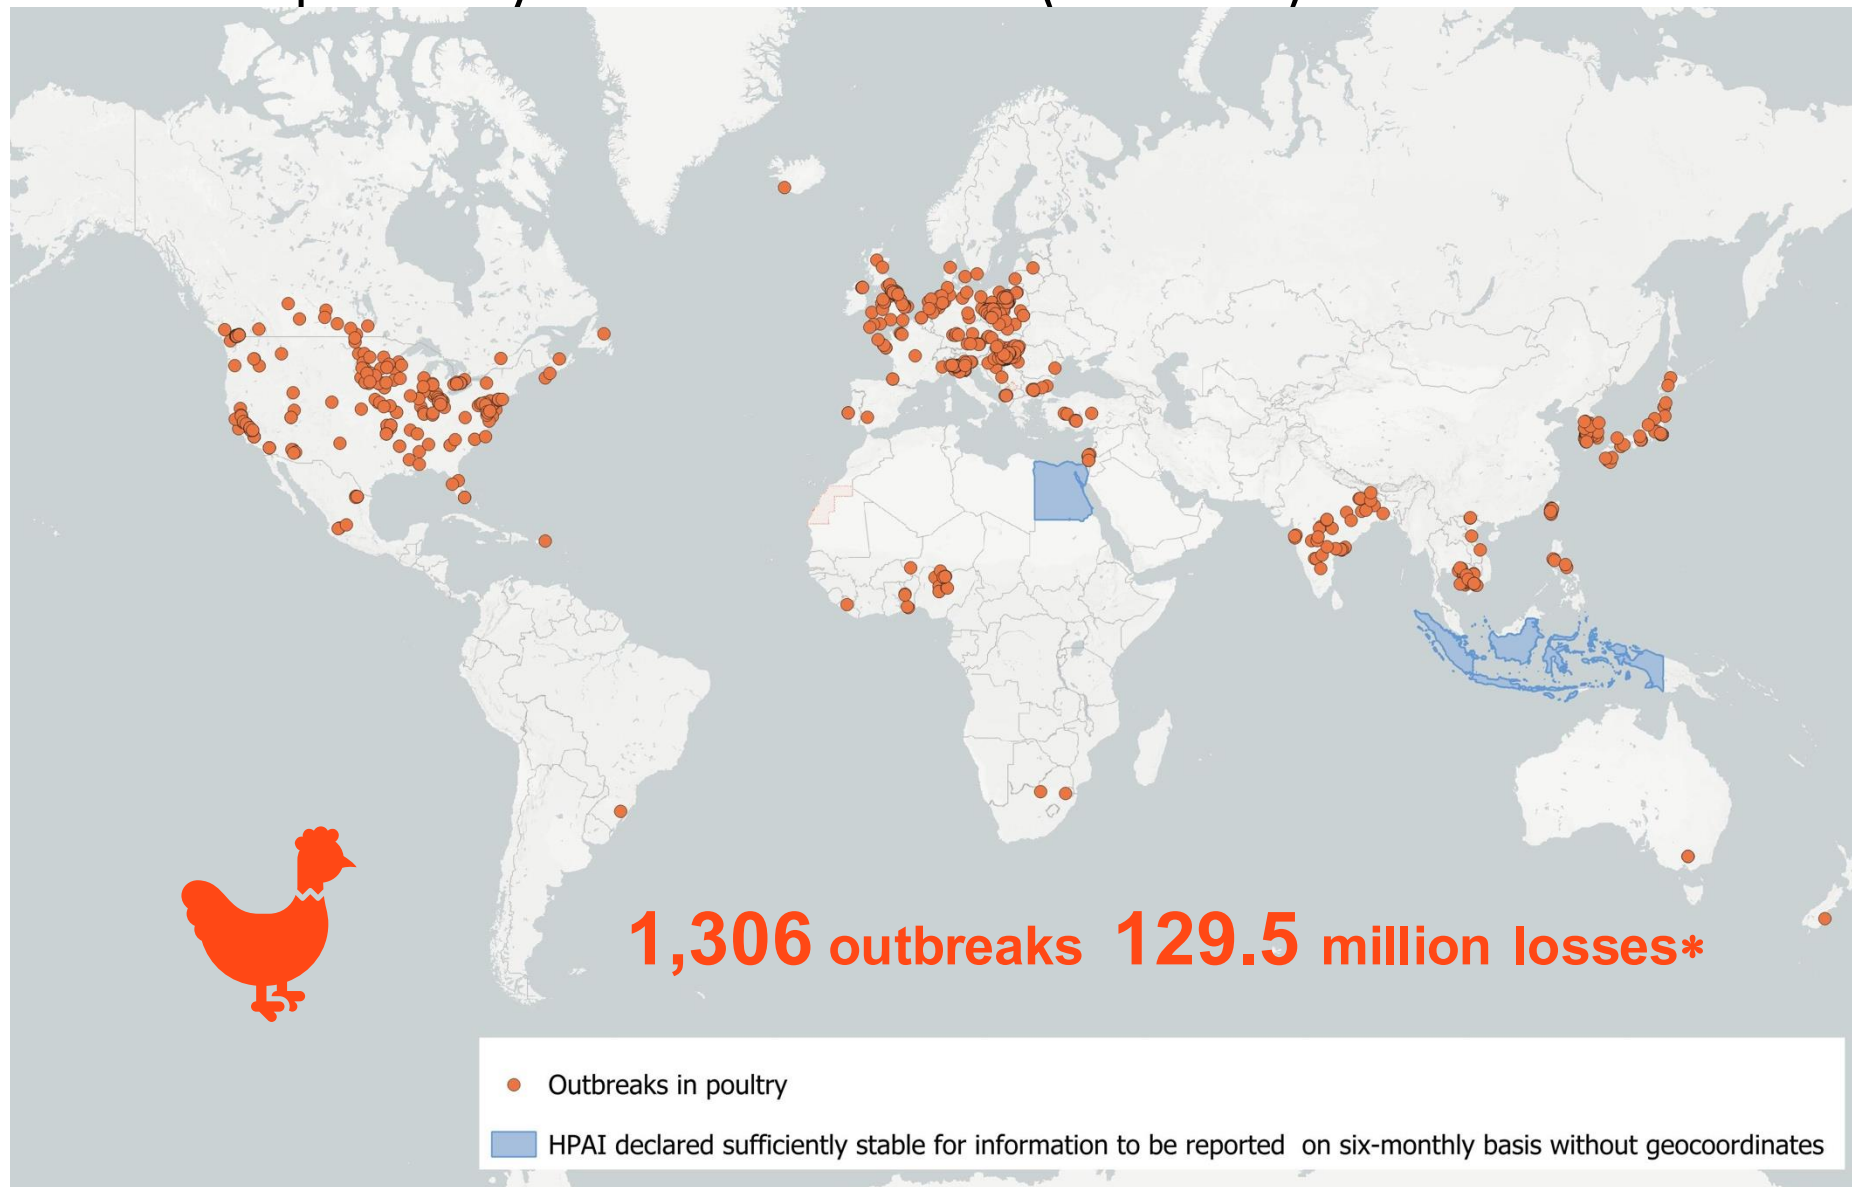 1,306 outbreaks 129.5 million losses*
Outbreaks in poultry
HPAI declared sufficiently stable for information to be reported on six-monthly basis without geocoordinates